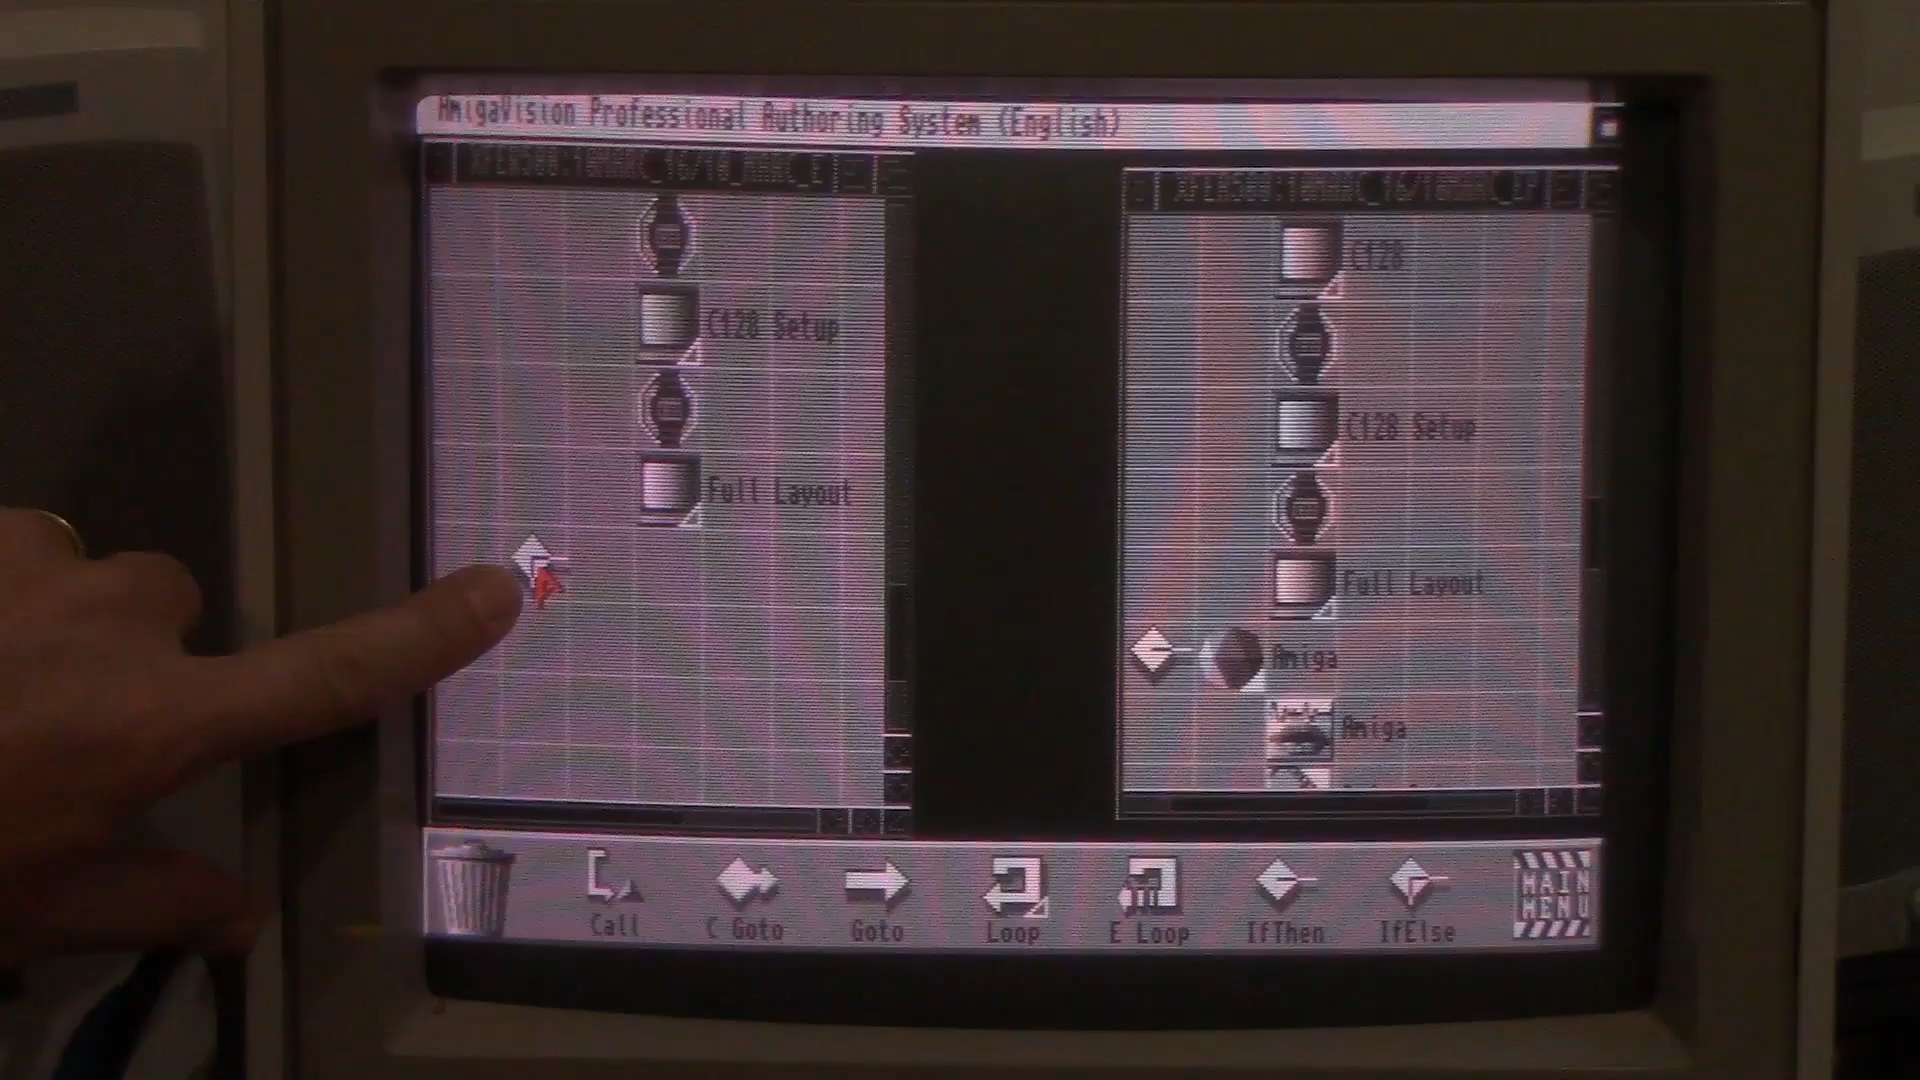 AmigaVision Professional Authoring System (English)
C128 Setup
Full Layout
C128
C128 Setup
Full Layout
Amiga
Amiga
Call
C Goto
Goto
Loop
E Loop
IfThen
IfElse
MAIN
MENU